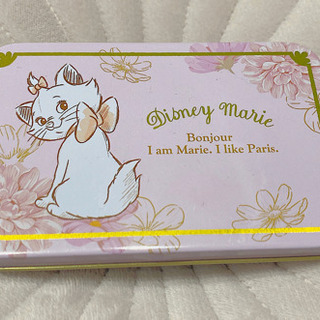 Disney Marie
Bonjour
I am Marie. I like Paris.